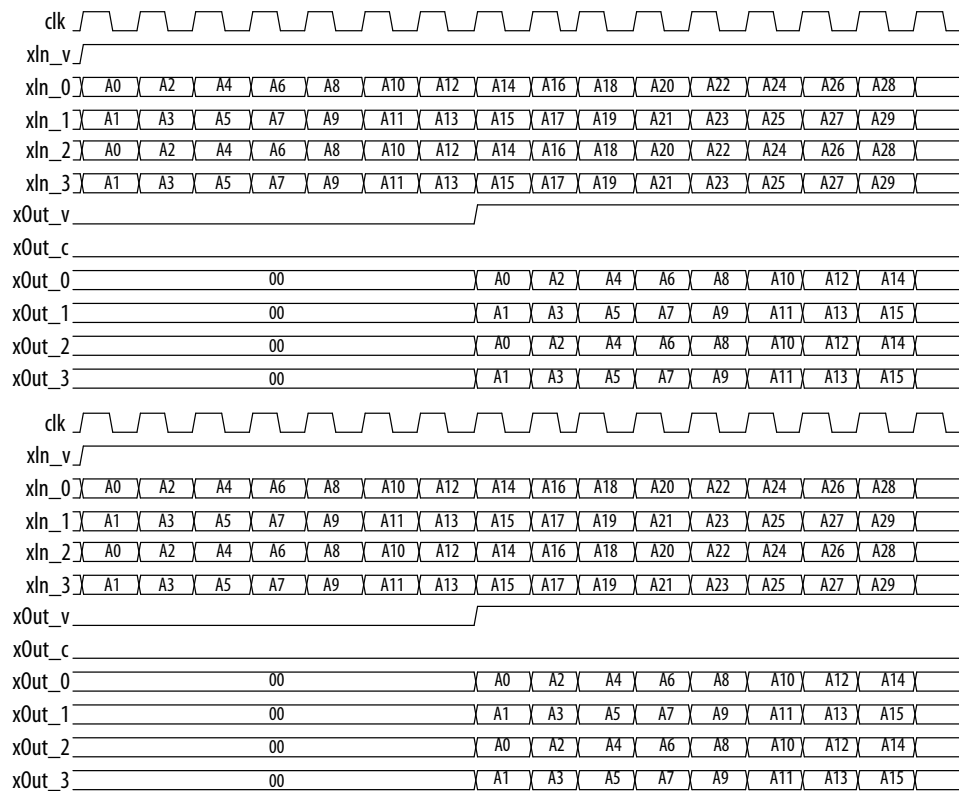 clk
xIn_v
xIn_0 A0 A2 A4 A6 A8 A10 A12 A14 A16 A18 A20 A22 A24 A26 A28
xIn_1 A1 A3 A5 A7 A9 A11 A13 A15 A17 A19 A21 A23 A25 A27 A29
xIn_2 A0 A2 A4 A6 A8 A10 A12 A14 A16 A18 A20 A22 A24 A26 A28
xIn_3 A1 A3 A5 A7 A9 A11 A13 A15 A17 A19 A21 A23 A25 A27 A29
xOut_v
xOut_c
xOut_0 00 A0 A2 A4 A6 A8 A10 A12 A14
xOut_1 00 A1 A3 A5 A7 A9 A11 A13 A15
xOut_2 00 A0 A2 A4 A6 A8 A10 A12 A14
xOut_3 00 A1 A3 A5 A7 A9 A11 A13 A15
clk
xIn_v
xIn_0 A0 A2 A4 A6 A8 A10 A12 A14 A16 A18 A20 A22 A24 A26 A28
xIn_1 A1 A3 A5 A7 A9 A11 A13 A15 A17 A19 A21 A23 A25 A27 A29
xIn_2 A0 A2 A4 A6 A8 A10 A12 A14 A16 A18 A20 A22 A24 A26 A28
xIn_3 A1 A3 A5 A7 A9 A11 A13 A15 A17 A19 A21 A23 A25 A27 A29
xOut_v
xOut_c
xOut_0 00 A0 A2 A4 A6 A8 A10 A12 A14
xOut_1 00 A1 A3 A5 A7 A9 A11 A13 A15
xOut_2 00 A0 A2 A4 A6 A8 A10 A12 A14
xOut_3 00 A1 A3 A5 A7 A9 A11 A13 A15